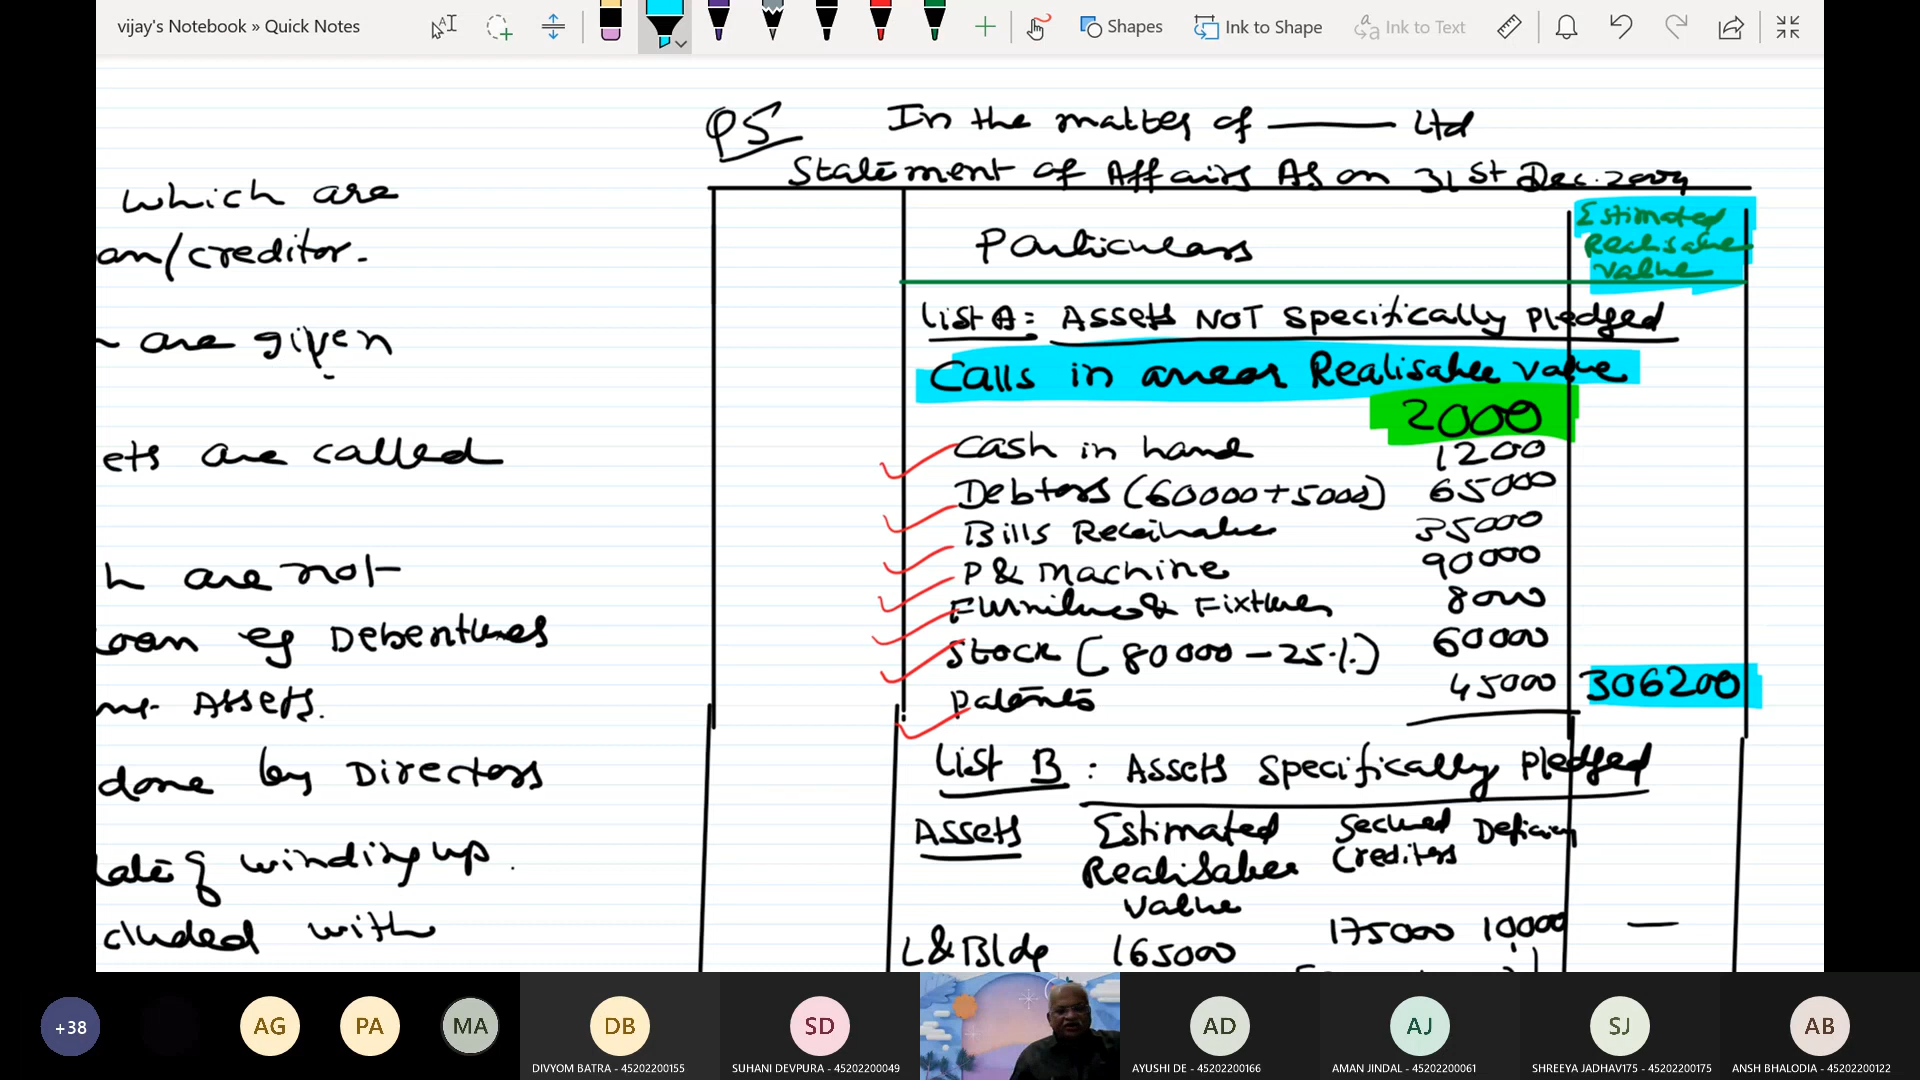 vijay's Notebook » Quick Notes
Shapes
Ink to Shape
Ink to Text
which are
an/creditor.
are given
ets are called
h are not
Loan eg Debentures
Assets.
done by Directors
late of winding up.
cluded with
Q5
In the matter of ——— Ltd
Statement of Affairs As on 31st Dec. 2009
Particulars
Estimated
Realisable
value
List A: Assets NOT Specifically Pledged
Calls in arrear Realisable value
2000
Cash in hand 1200
Debtors (60000+5000) 65000
Bills Receivable 35000
P & Machine 90000
Furniture & Fixtures 8000
Stock [80000-25%) 60000
Patents 45000 306200
List B : Assets Specifically Pledged
Assets Estimated Realisable Value Secured Creditors Deficiency
L & Bldg 165000 175000 10000 —
+38
AG
PA
MA
DB
SD
AD
AJ
SJ
AB
DIVYOM BATRA - 45202200155
SUHANI DEVPURA - 45202200049
AYUSHI DE - 45202200166
AMAN JINDAL - 45202200061
SHREEYA JADHAV175 - 45202200175
ANSH BHALODIA - 45202200122